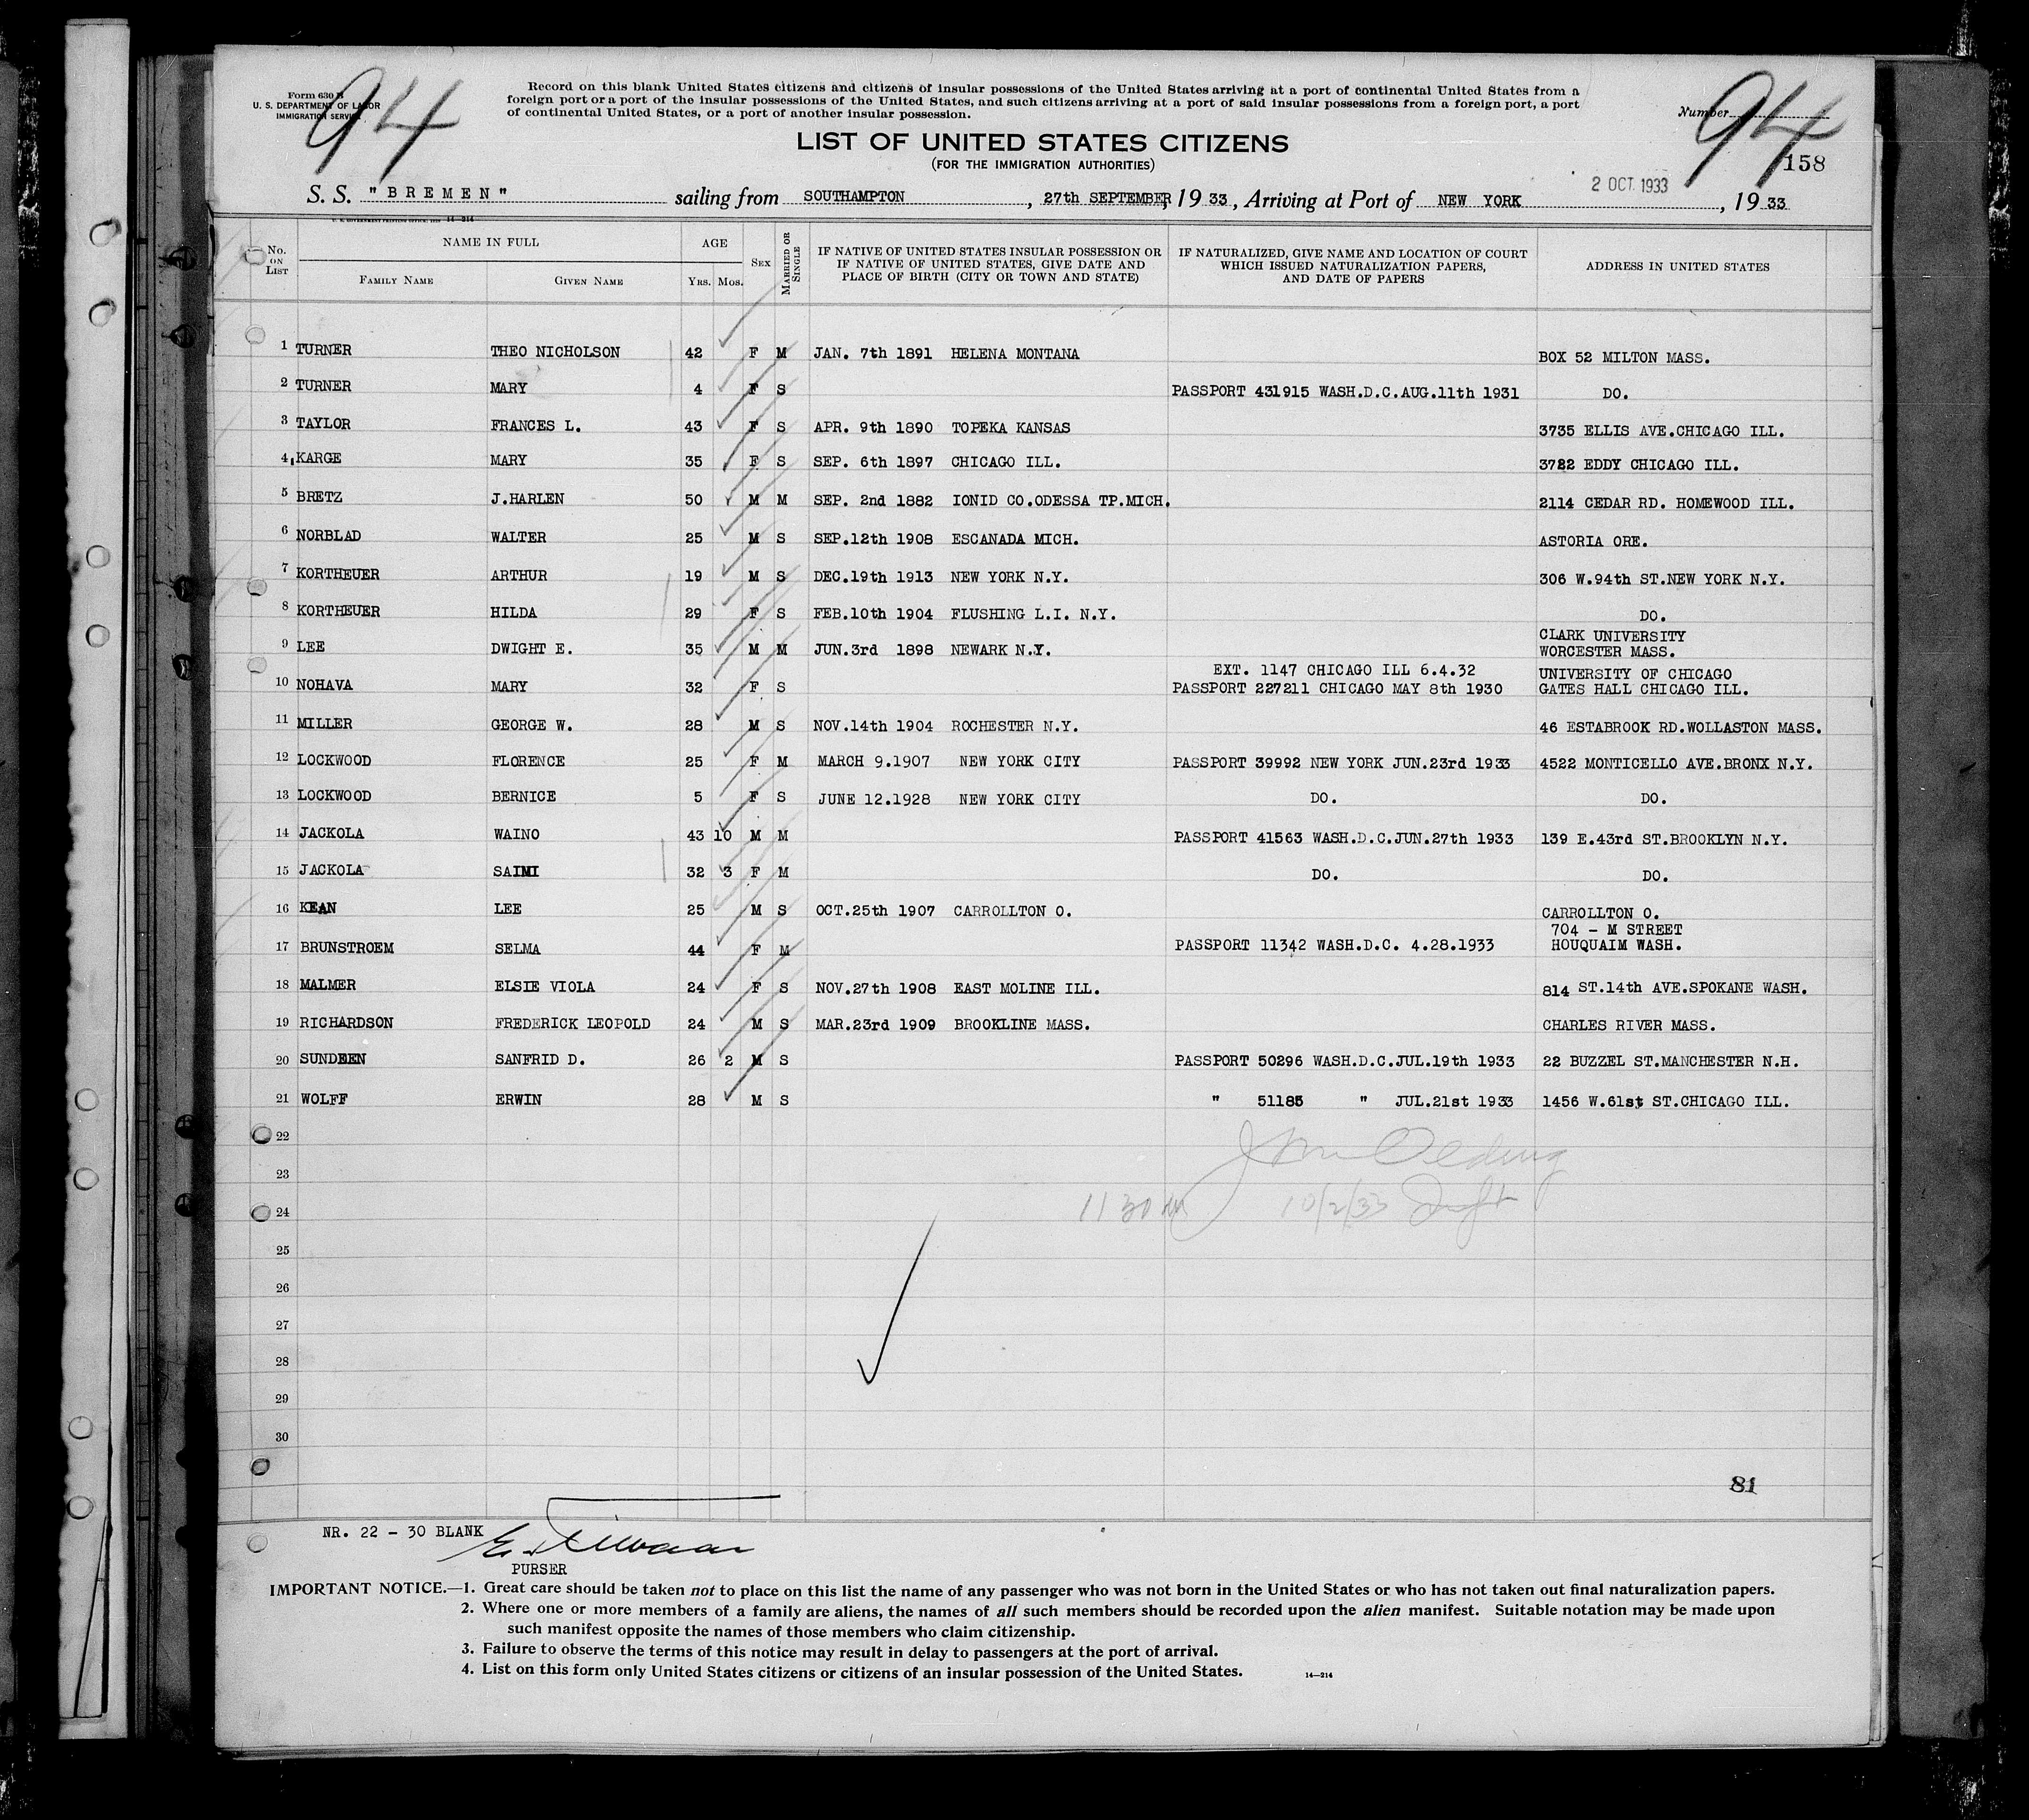 94
94
Form 630 B
U. S. DEPARTMENT OF LABOR
IMMIGRATION SERVICE
Record on this blank United States citizens and citizens of insular possessions of the United States arriving at a port of continental United States from a
foreign port or a port of the insular possessions of the United States, and such citizens arriving at a port of said insular possessions from a foreign port, a port
of continental United States, or a port of another insular possession.
Number
158
LIST OF UNITED STATES CITIZENS
(FOR THE IMMIGRATION AUTHORITIES)
2 OCT. 1933
S. S. "BREMEN" sailing from SOUTHAMPTON, 27th SEPTEMBER, 19 33, Arriving at Port of NEW YORK, 19 33
14-214
No. ON LIST NAME IN FULL FAMILY NAME GIVEN NAME AGE YRS. MOS. SEX MARRIED OR SINGLE
IF NATIVE OF UNITED STATES INSULAR POSSESSION OR IF NATIVE OF UNITED STATES, GIVE DATE AND PLACE OF BIRTH (CITY OR TOWN AND STATE)
IF NATURALIZED, GIVE NAME AND LOCATION OF COURT WHICH ISSUED NATURALIZATION PAPERS, AND DATE OF PAPERS
ADDRESS IN UNITED STATES
1 TURNER THEO NICHOLSON 42 F M JAN. 7th 1891 HELENA MONTANA BOX 52 MILTON MASS.
2 TURNER MARY 4 F S PASSPORT 431915 WASH.D.C.AUG.11th 1931 DO.
3 TAYLOR FRANCES L. 43 F S APR. 9th 1890 TOPEKA KANSAS 3735 ELLIS AVE.CHICAGO ILL.
4 KARGE MARY 35 F S SEP. 6th 1897 CHICAGO ILL. 3722 EDDY CHICAGO ILL.
5 BRETZ J.HARLEN 50 M M SEP. 2nd 1882 IONID CO.ODESSA TP.MICH. 2114 CEDAR RD. HOMEWOOD ILL.
6 NORBLAD WALTER 25 M S SEP.12th 1908 ESCANADA MICH. ASTORIA ORE.
7 KORTHEUER ARTHUR 19 M S DEC.19th 1913 NEW YORK N.Y. 306 W.94th ST.NEW YORK N.Y.
8 KORTHEUER HILDA 29 F S FEB.10th 1904 FLUSHING L.I. N.Y. DO.
9 LEE DWIGHT E. 35 M M JUN.3rd 1898 NEWARK N.Y. CLARK UNIVERSITY WORCESTER MASS.
EXT. 1147 CHICAGO ILL 6.4.32 UNIVERSITY OF CHICAGO
10 NOHAVA MARY 32 F S PASSPORT 227211 CHICAGO MAY 8th 1930 GATES HALL CHICAGO ILL.
11 MILLER GEORGE W. 28 M S NOV.14th 1904 ROCHESTER N.Y. 46 ESTABROOK RD.WOLLASTON MASS.
12 LOCKWOOD FLORENCE 25 F M MARCH 9.1907 NEW YORK CITY PASSPORT 39992 NEW YORK JUN.23rd 1933 4522 MONTICELLO AVE.BRONX N.Y.
13 LOCKWOOD BERNICE 5 F S JUNE 12.1928 NEW YORK CITY DO. DO.
14 JACKOLA WAINO 43 10 M M PASSPORT 41563 WASH.D.C.JUN.27th 1933 139 E.43rd ST.BROOKLYN N.Y.
15 JACKOLA SAIMI 32 3 F M DO. DO.
16 KEAN LEE 25 M S OCT.25th 1907 CARROLLTON O. CARROLLTON O.
704 - M STREET
17 BRUNSTROEM SELMA 44 F M PASSPORT 11342 WASH.D.C. 4.28.1933 HOUQUAIM WASH.
18 MALMER ELSIE VIOLA 24 F S NOV.27th 1908 EAST MOLINE ILL. 814 ST.14th AVE.SPOKANE WASH.
19 RICHARDSON FREDERICK LEOPOLD 24 M S MAR.23rd 1909 BROOKLINE MASS. CHARLES RIVER MASS.
20 SUNDEEN SANFRID D. 26 2 M S PASSPORT 50296 WASH.D.C.JUL.19th 1933 22 BUZZEL ST.MANCHESTER N.H.
21 WOLFF ERWIN 28 M S " 51185 " JUL.21st 1933 1456 W.61st ST.CHICAGO ILL.
22
23
24 11 30 10/2/33
25
26
27
28
29
30
81
NR. 22 - 30 BLANK
PURSER
IMPORTANT NOTICE.—1. Great care should be taken not to place on this list the name of any passenger who was not born in the United States or who has not taken out final naturalization papers.
2. Where one or more members of a family are aliens, the names of all such members should be recorded upon the alien manifest. Suitable notation may be made upon
such manifest opposite the names of those members who claim citizenship.
3. Failure to observe the terms of this notice may result in delay to passengers at the port of arrival.
4. List on this form only United States citizens or citizens of an insular possession of the United States.
14—214